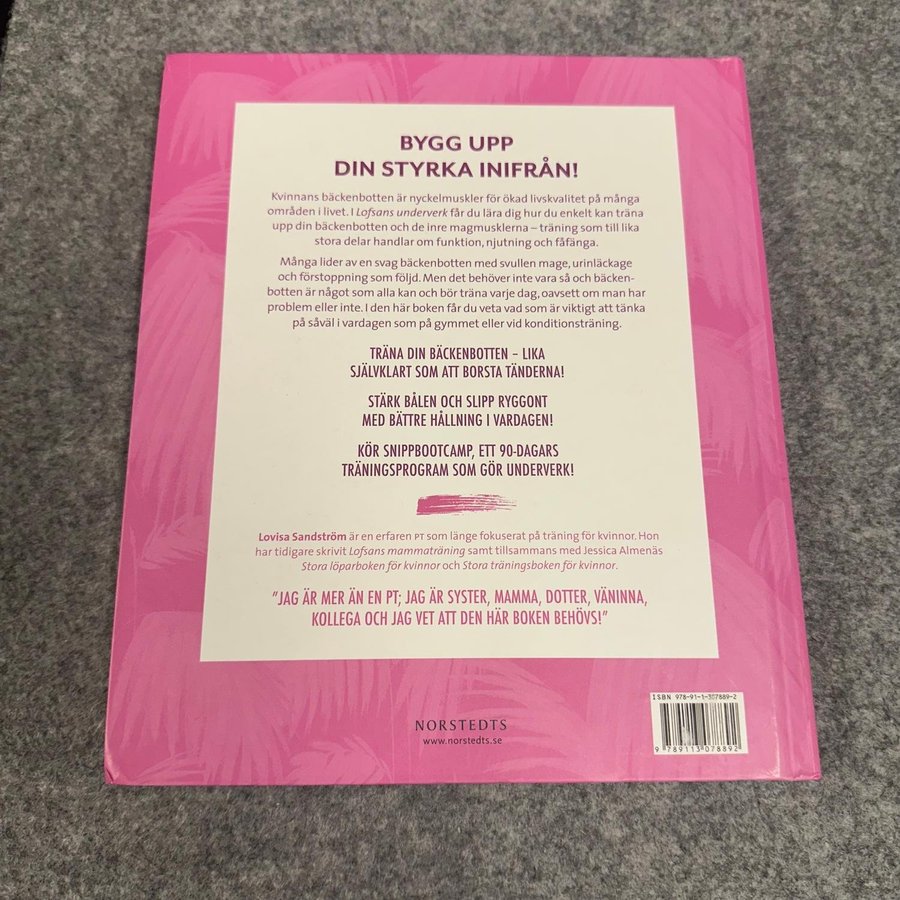 BYGG UPP
DIN STYRKA INIFRÅN!
Kvinnans bäckenbotten är nyckelmuskler för ökad livskvalitet på många
områden i livet. I Lofsans underverk får du lära dig hur du enkelt kan träna
upp din bäckenbotten och de inre magmusklerna – träning som till lika
stora delar handlar om funktion, njutning och fåfänga.
Många lider av en svag bäckenbotten med svullen mage, urinläckage
och förstoppning som följd. Men det behöver inte vara så och bäcken-
botten är något som alla kan och bör träna varje dag, oavsett om man har
problem eller inte. I den här boken får du veta vad som är viktigt att tänka
på såväl i vardagen som på gymmet eller vid konditionsträning.
TRÄNA DIN BÄCKENBOTTEN – LIKA
SJÄLVKLART SOM ATT BORSTA TÄNDERNA!
STÄRK BÅLEN OCH SLIPP RYGGONT
MED BÄTTRE HÅLLNING I VARDAGEN!
KÖR SNIPPBOOTCAMP, ETT 90-DAGARS
TRÄNINGSPROGRAM SOM GÖR UNDERVERK!
Lovisa Sandström är en erfaren PT som länge fokuserat på träning för kvinnor. Hon
har tidigare skrivit Lofsans mammaträning samt tillsammans med Jessica Almenäs
Stora löparboken för kvinnor och Stora träningsboken för kvinnor.
"JAG ÄR MER ÄN EN PT; JAG ÄR SYSTER, MAMMA, DOTTER, VÄNINNA,
KOLLEGA OCH JAG VET ATT DEN HÄR BOKEN BEHÖVS!"
NORSTEDTS
www.norstedts.se
ISBN 978-91-1-307889-2
9 789113 078892